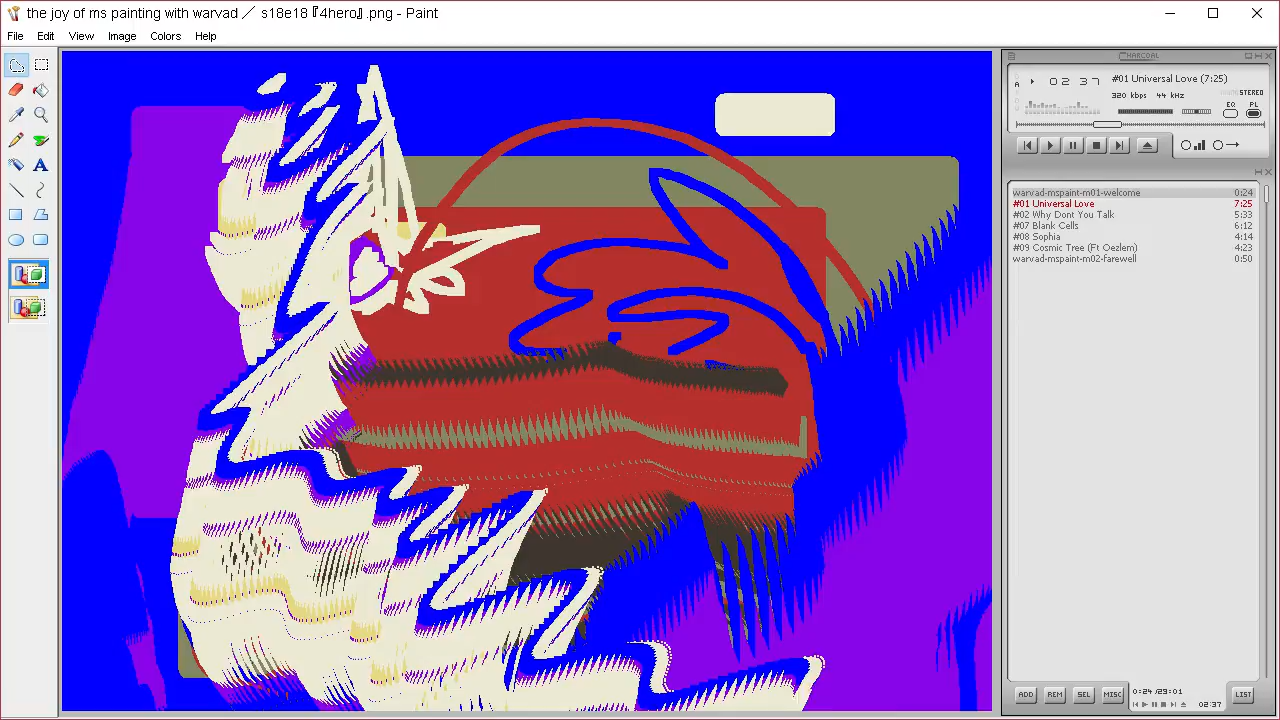 the joy of ms painting with warvad ／ s18e18『4hero』.png - Paint
File Edit View Image Colors Help
CHARCOAL
02 37
#01 Universal Love (7:25)
320 kbps 44 kHz
STEREO
EQ PL
warvad-mspaint-m01-welcome 0:24
#01 Universal Love 7:25
#02 Why Dont You Talk 5:33
#07 Blank Cells 6:12
#08 Sophia 4:14
#09 Cosmic Tree (Ft Oezlem) 4:23
warvad-mspaint-m02-farewell 0:50
ADD REM SEL MISC 0:24/29:01 LIST
02:37